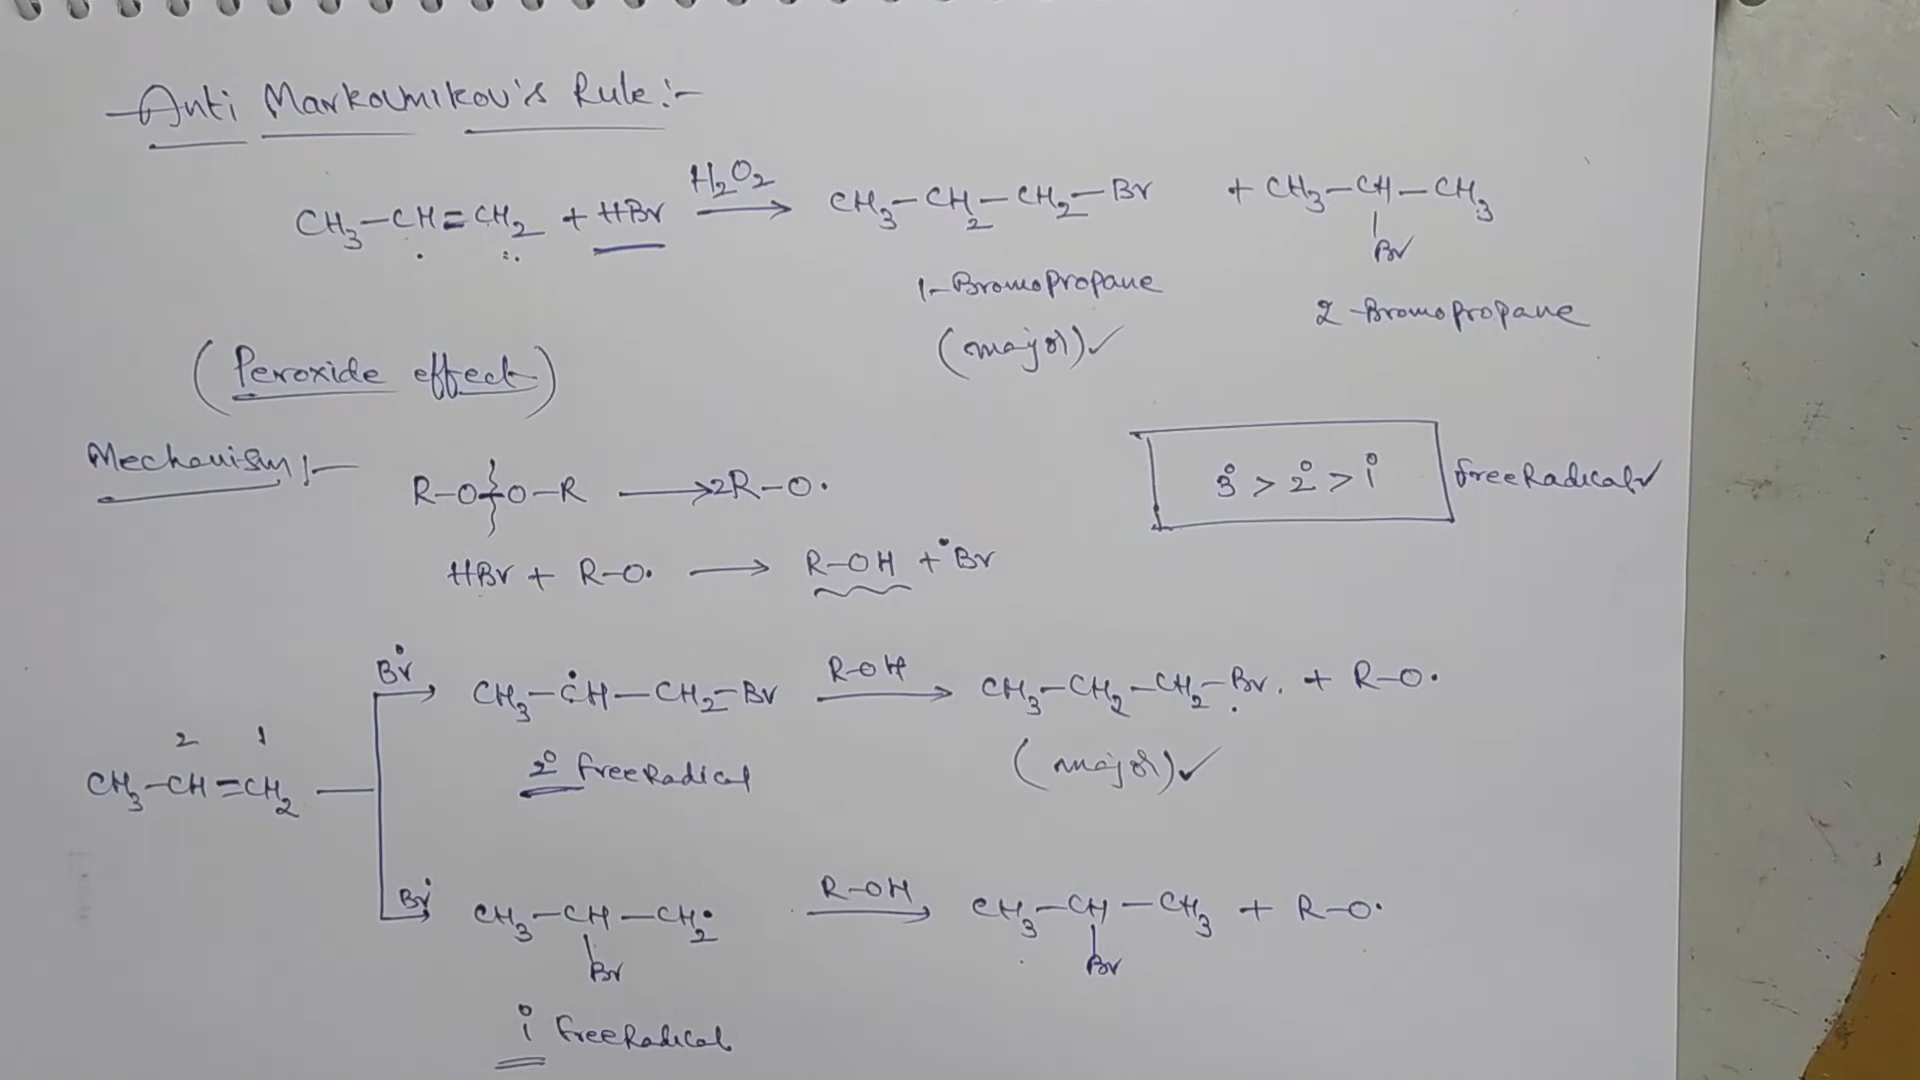 Anti Markovnikov's Rule:-
CH3-CH=CH2 + HBr H2O2 → CH3-CH2-CH2-Br + CH3-CH-CH3
Br
1-Bromopropane
2-Bromopropane
(major)✓
(Peroxide effect)
Mechanism:-
R-O-O-R → 2R-O•
3° > 2° > 1° free Radical✓
HBr + R-O• → R-OH + •Br
Br• CH3-ĊH-CH2-Br R-OH → CH3-CH2-CH2-Br. + R-O•
2° free Radical (major)✓
2 1
CH3-CH=CH2
Br• CH3-CH-CH2• R-OH → CH3-CH-CH3 + R-O•
Br Br
1° free Radical